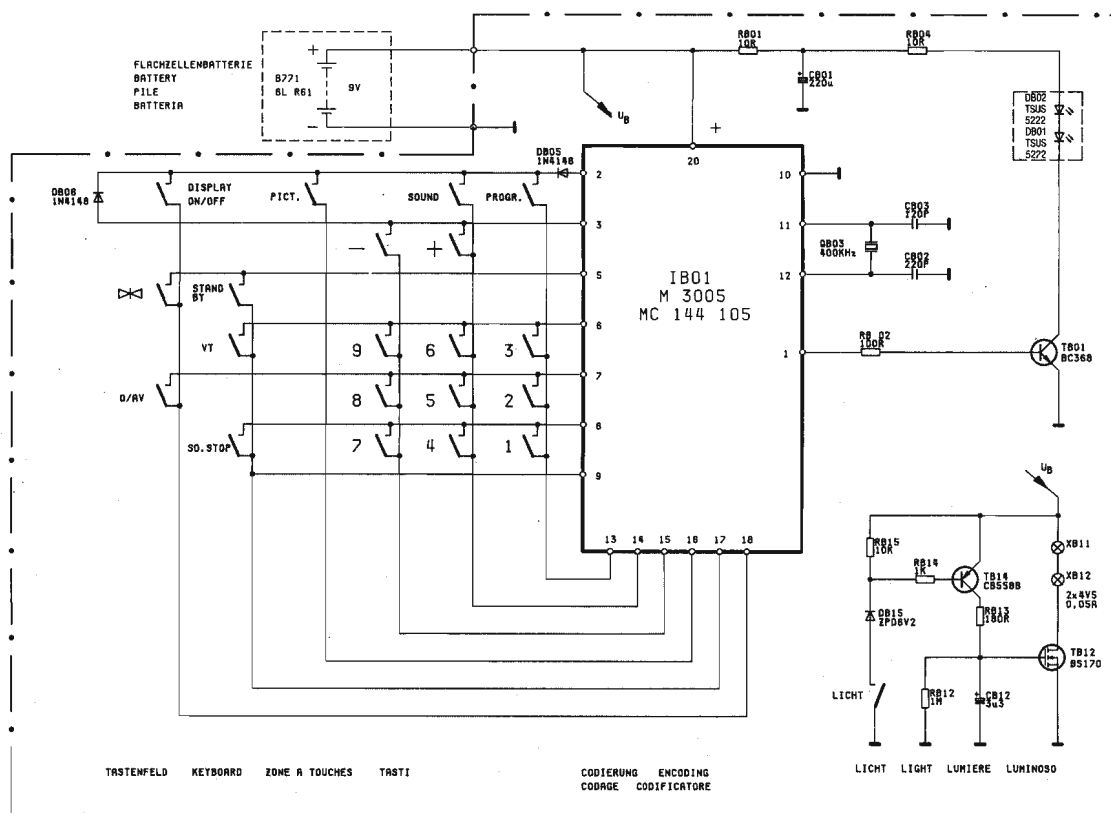 FLACHZELLENBATTERIE
BATTERY
PILE
BATTERIA
+
B771
6L R61
9V
-
UB
RB01
10R
RB04
10R
+
CB01
220u
DB02
TSUS
5222
DB01
TSUS
5222
DB05
1N4148
DB06
1N4148
DISPLAY
ON/OFF
PICT.
SOUND
PROGR.
- +
STAND
BY
VT
9 6 3
O/AV
8 5 2
SO.STOP
7 4 1
+
20
2
3
5
6
7
8
9
10
11
12
1
13 14 15 16 17 18
IB01
M 3005
MC 144 105
QB03
400KHz
CB03
120P
CB02
220P
RB 02
100R
TB01
BC368
UB
RB15
10R
RB14
1K
TB14
CB558B
XB11
XB12
2x4V5
0,05A
DB15
ZPD6V2
RB13
180R
TB12
BS170
LICHT
RB12
1M
+
CB12
3u3
TASTENFELD KEYBOARD ZONE A TOUCHES TASTI
CODIERUNG ENCODING
CODAGE CODIFICATORE
LICHT LIGHT LUMIERE LUMINOSO